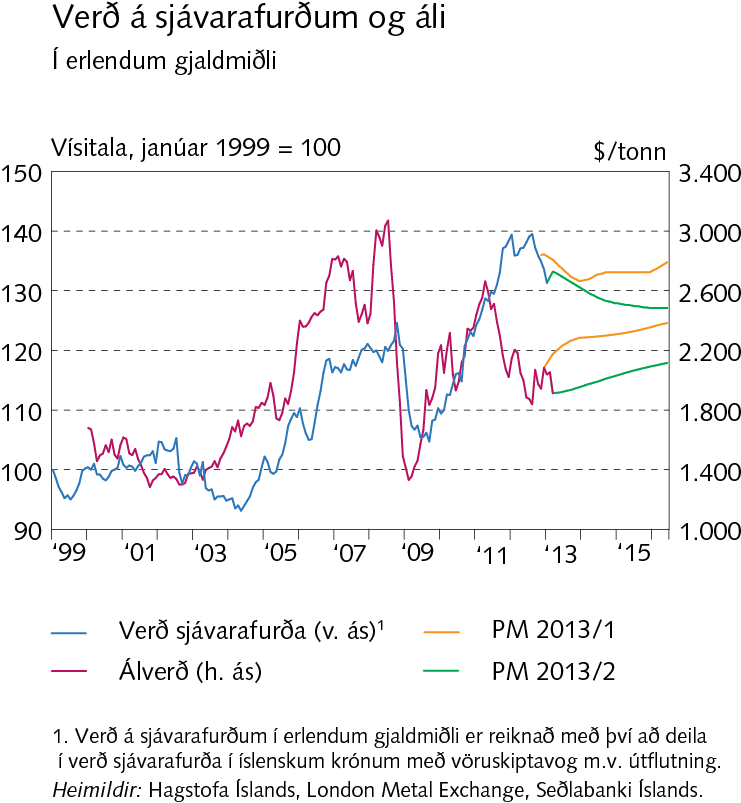 Verð á sjávarafurðum og áli
Í erlendum gjaldmiðli
Vísitala, janúar 1999 = 100
$/tonn
150
140
130
120
110
100
90
3.400
3.000
2.600
2.200
1.800
1.400
1.000
‘99 ‘01 ‘03 ‘05 ‘07 ‘09 ‘11 ‘13 ‘15
Verð sjávarafurða (v. ás)¹
PM 2013/1
Álverð (h. ás)
PM 2013/2
1. Verð á sjávarafurðum í erlendum gjaldmiðli er reiknað með því að deila
í verð sjávarafurða í íslenskum krónum með vöruskiptavog m.v. útflutning.
Heimildir: Hagstofa Íslands, London Metal Exchange, Seðlabanki Íslands.